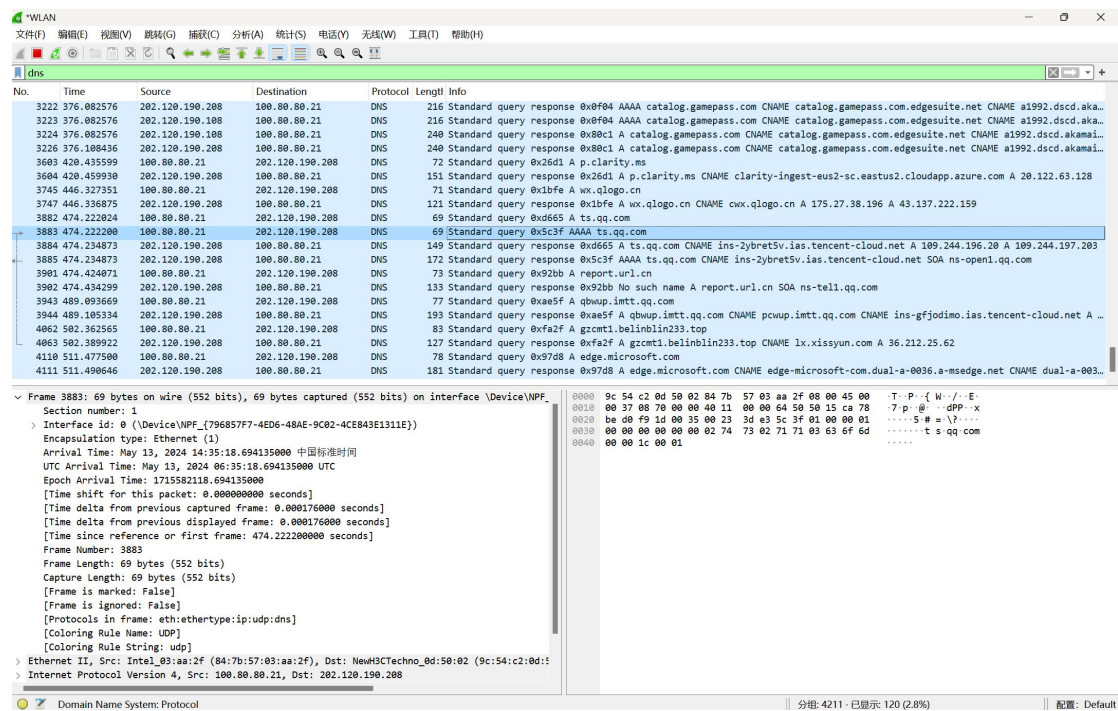 *WLAN
文件(F) 编辑(E) 视图(V) 跳转(G) 捕获(C) 分析(A) 统计(S) 电话(Y) 无线(W) 工具(T) 帮助(H)
dns
No. Time Source Destination Protocol Lengtl Info
3222 376.082576 202.120.190.208 100.80.80.21 DNS 216 Standard query response 0x0f04 AAAA catalog.gamepass.com CNAME catalog.gamepass.com.edgesuite.net CNAME a1992.dscd.aka…
3223 376.082576 202.120.190.108 100.80.80.21 DNS 216 Standard query response 0x0f04 AAAA catalog.gamepass.com CNAME catalog.gamepass.com.edgesuite.net CNAME a1992.dscd.aka…
3224 376.082576 202.120.190.108 100.80.80.21 DNS 240 Standard query response 0x80c1 A catalog.gamepass.com CNAME catalog.gamepass.com.edgesuite.net CNAME a1992.dscd.akamai…
3226 376.108436 202.120.190.208 100.80.80.21 DNS 240 Standard query response 0x80c1 A catalog.gamepass.com CNAME catalog.gamepass.com.edgesuite.net CNAME a1992.dscd.akamai…
3603 420.435599 100.80.80.21 202.120.190.208 DNS 72 Standard query 0x26d1 A p.clarity.ms
3604 420.459930 202.120.190.208 100.80.80.21 DNS 151 Standard query response 0x26d1 A p.clarity.ms CNAME clarity-ingest-eus2-sc.eastus2.cloudapp.azure.com A 20.122.63.128
3745 446.327351 100.80.80.21 202.120.190.208 DNS 71 Standard query 0x1bfe A wx.qlogo.cn
3747 446.336875 202.120.190.208 100.80.80.21 DNS 121 Standard query response 0x1bfe A wx.qlogo.cn CNAME cwx.qlogo.cn A 175.27.38.196 A 43.137.222.159
3882 474.222024 100.80.80.21 202.120.190.208 DNS 69 Standard query 0xd665 A ts.qq.com
3883 474.222200 100.80.80.21 202.120.190.208 DNS 69 Standard query 0x5c3f AAAA ts.qq.com
3884 474.234873 202.120.190.208 100.80.80.21 DNS 149 Standard query response 0xd665 A ts.qq.com CNAME ins-2ybret5v.ias.tencent-cloud.net A 109.244.196.20 A 109.244.197.203
3885 474.234873 202.120.190.208 100.80.80.21 DNS 172 Standard query response 0x5c3f AAAA ts.qq.com CNAME ins-2ybret5v.ias.tencent-cloud.net SOA ns-open1.qq.com
3901 474.424071 100.80.80.21 202.120.190.208 DNS 73 Standard query 0x92bb A report.url.cn
3902 474.434299 202.120.190.208 100.80.80.21 DNS 133 Standard query response 0x92bb No such name A report.url.cn SOA ns-tel1.qq.com
3943 489.093669 100.80.80.21 202.120.190.208 DNS 77 Standard query 0xae5f A qbwup.imtt.qq.com
3944 489.105334 202.120.190.208 100.80.80.21 DNS 193 Standard query response 0xae5f A qbwup.imtt.qq.com CNAME pcwup.imtt.qq.com CNAME ins-gfjodimo.ias.tencent-cloud.net A …
4062 502.362565 100.80.80.21 202.120.190.208 DNS 83 Standard query 0xfa2f A gzcmt1.belinblin233.top
4063 502.389922 202.120.190.208 100.80.80.21 DNS 127 Standard query response 0xfa2f A gzcmt1.belinblin233.top CNAME lx.xissyun.com A 36.212.25.62
4110 511.477500 100.80.80.21 202.120.190.208 DNS 78 Standard query 0x97d8 A edge.microsoft.com
4111 511.490646 202.120.190.208 100.80.80.21 DNS 181 Standard query response 0x97d8 A edge.microsoft.com CNAME edge-microsoft-com.dual-a-0036.a-msedge.net CNAME dual-a-003…
Frame 3883: 69 bytes on wire (552 bits), 69 bytes captured (552 bits) on interface \Device\NPF_
Section number: 1
Interface id: 0 (\Device\NPF_{796857F7-4ED6-48AE-9C02-4CE843E1311E})
Encapsulation type: Ethernet (1)
Arrival Time: May 13, 2024 14:35:18.694135000 中国标准时间
UTC Arrival Time: May 13, 2024 06:35:18.694135000 UTC
Epoch Arrival Time: 1715582118.694135000
[Time shift for this packet: 0.000000000 seconds]
[Time delta from previous captured frame: 0.000176000 seconds]
[Time delta from previous displayed frame: 0.000176000 seconds]
[Time since reference or first frame: 474.222200000 seconds]
Frame Number: 3883
Frame Length: 69 bytes (552 bits)
Capture Length: 69 bytes (552 bits)
[Frame is marked: False]
[Frame is ignored: False]
[Protocols in frame: eth:ethertype:ip:udp:dns]
[Coloring Rule Name: UDP]
[Coloring Rule String: udp]
Ethernet II, Src: Intel_03:aa:2f (84:7b:57:03:aa:2f), Dst: NewH3CTechno_0d:50:02 (9c:54:c2:0d:5
Internet Protocol Version 4, Src: 100.80.80.21, Dst: 202.120.190.208
0000 9c 54 c2 0d 50 02 84 7b 57 03 aa 2f 08 00 45 00 ·T··P··{ W··/··E·
0010 00 37 08 70 00 00 40 11 00 00 64 50 50 15 ca 78 ·7·p··@· ··dPP··x
0020 be d0 f9 1d 00 35 00 23 3d e3 5c 3f 01 00 00 01 ·····5·# =·\?····
0030 00 00 00 00 00 00 02 74 73 02 71 71 03 63 6f 6d ·······t s·qq·com
0040 00 00 1c 00 01 ·····
Domain Name System: Protocol
分组: 4211 · 已显示: 120 (2.8%)
配置: Default